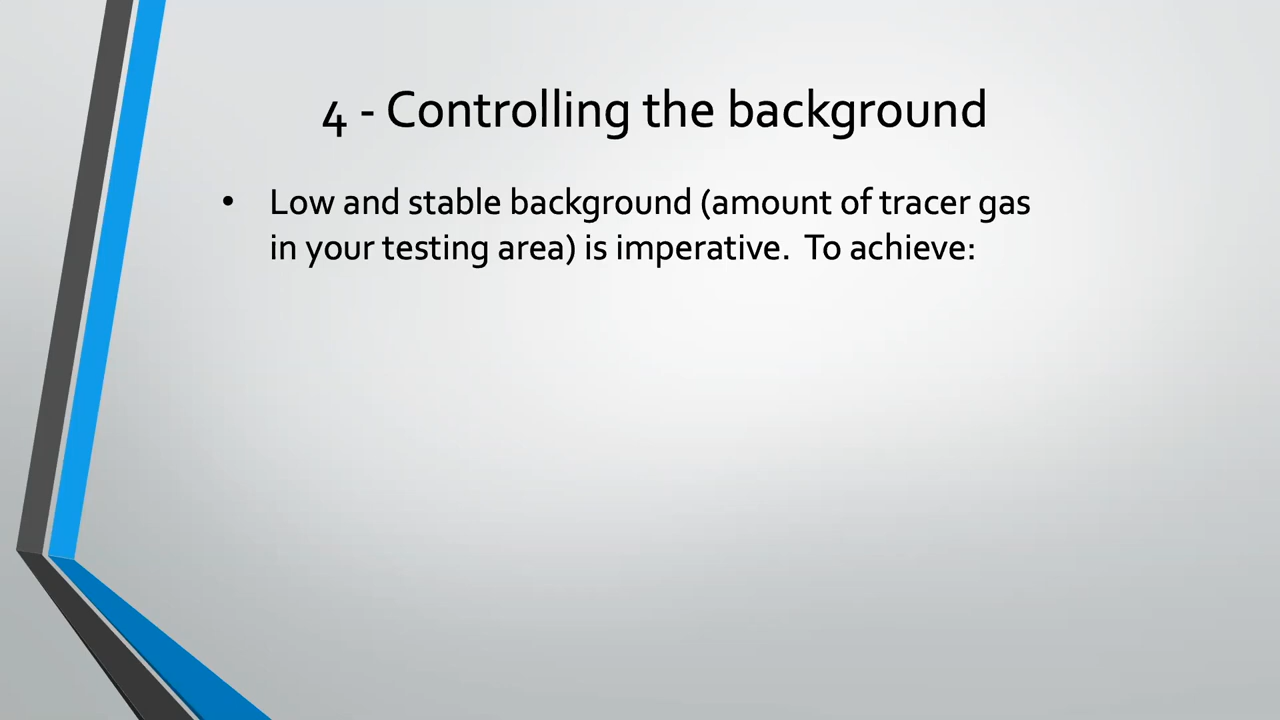 4 - Controlling the background
• Low and stable background (amount of tracer gas
in your testing area) is imperative.  To achieve: